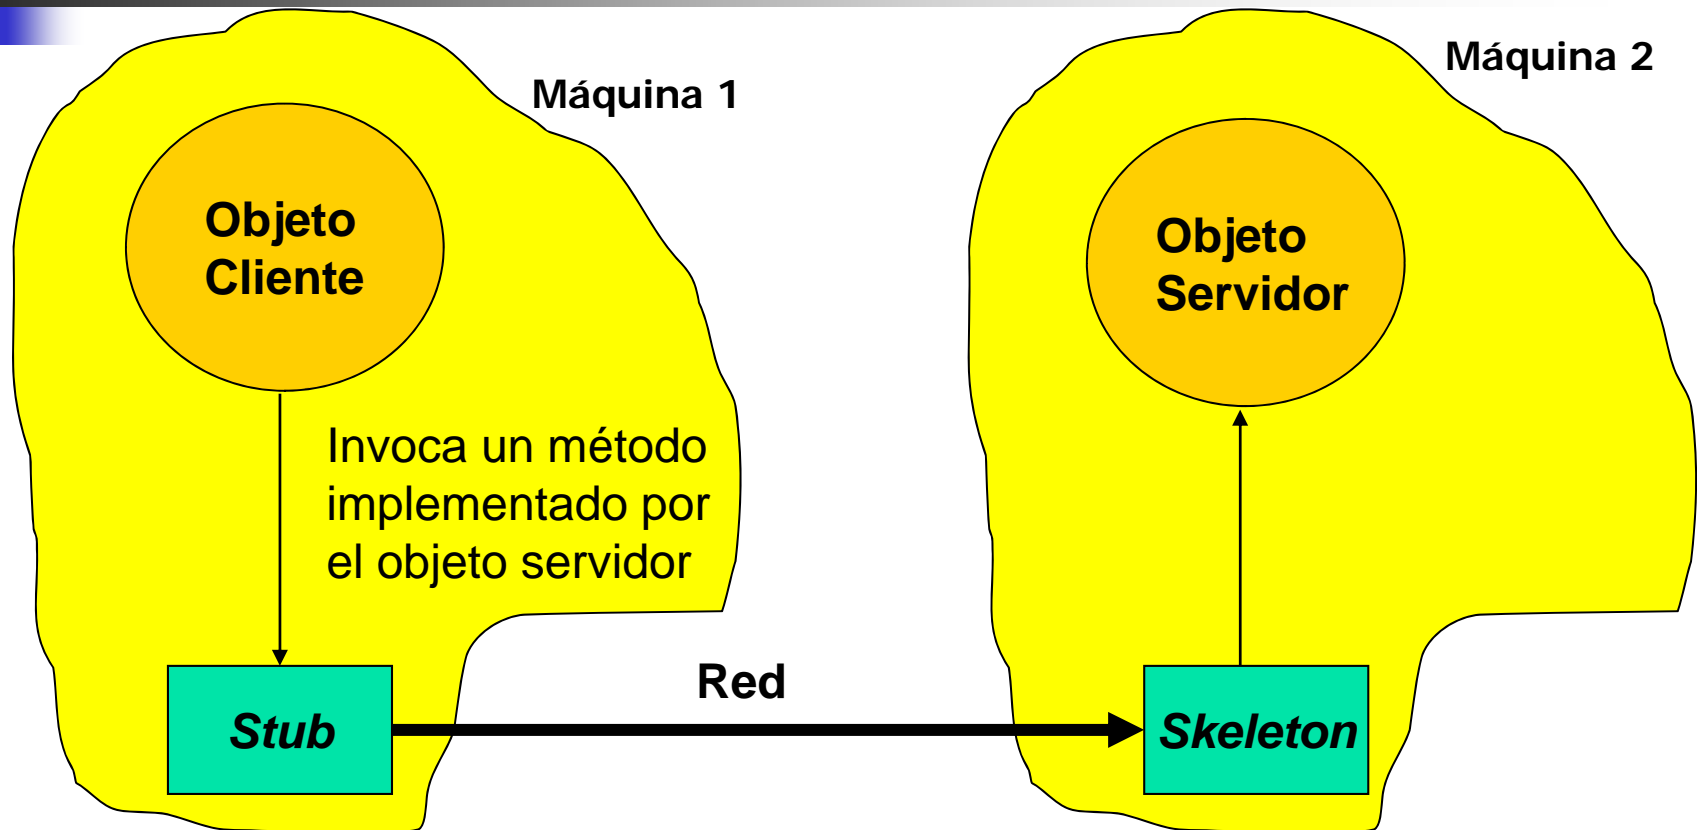 Máquina 1
Máquina 2
Objeto
Cliente
Objeto
Servidor
Invoca un método
implementado por
el objeto servidor
Red
Stub
Skeleton